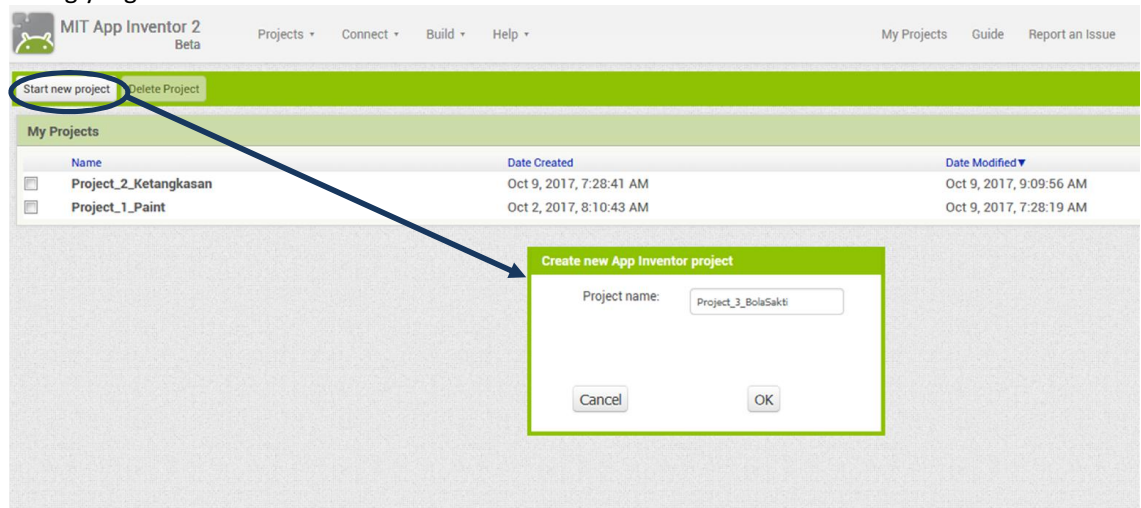 MIT App Inventor 2
Beta
Projects Connect Build Help My Projects Guide Report an Issue
Start new project Delete Project
My Projects
Name Date Created Date Modified
Project_2_Ketangkasan Oct 9, 2017, 7:28:41 AM Oct 9, 2017, 9:09:56 AM
Project_1_Paint Oct 2, 2017, 8:10:43 AM Oct 9, 2017, 7:28:19 AM
Create new App Inventor project
Project name: Project_3_BolaSakti
Cancel OK